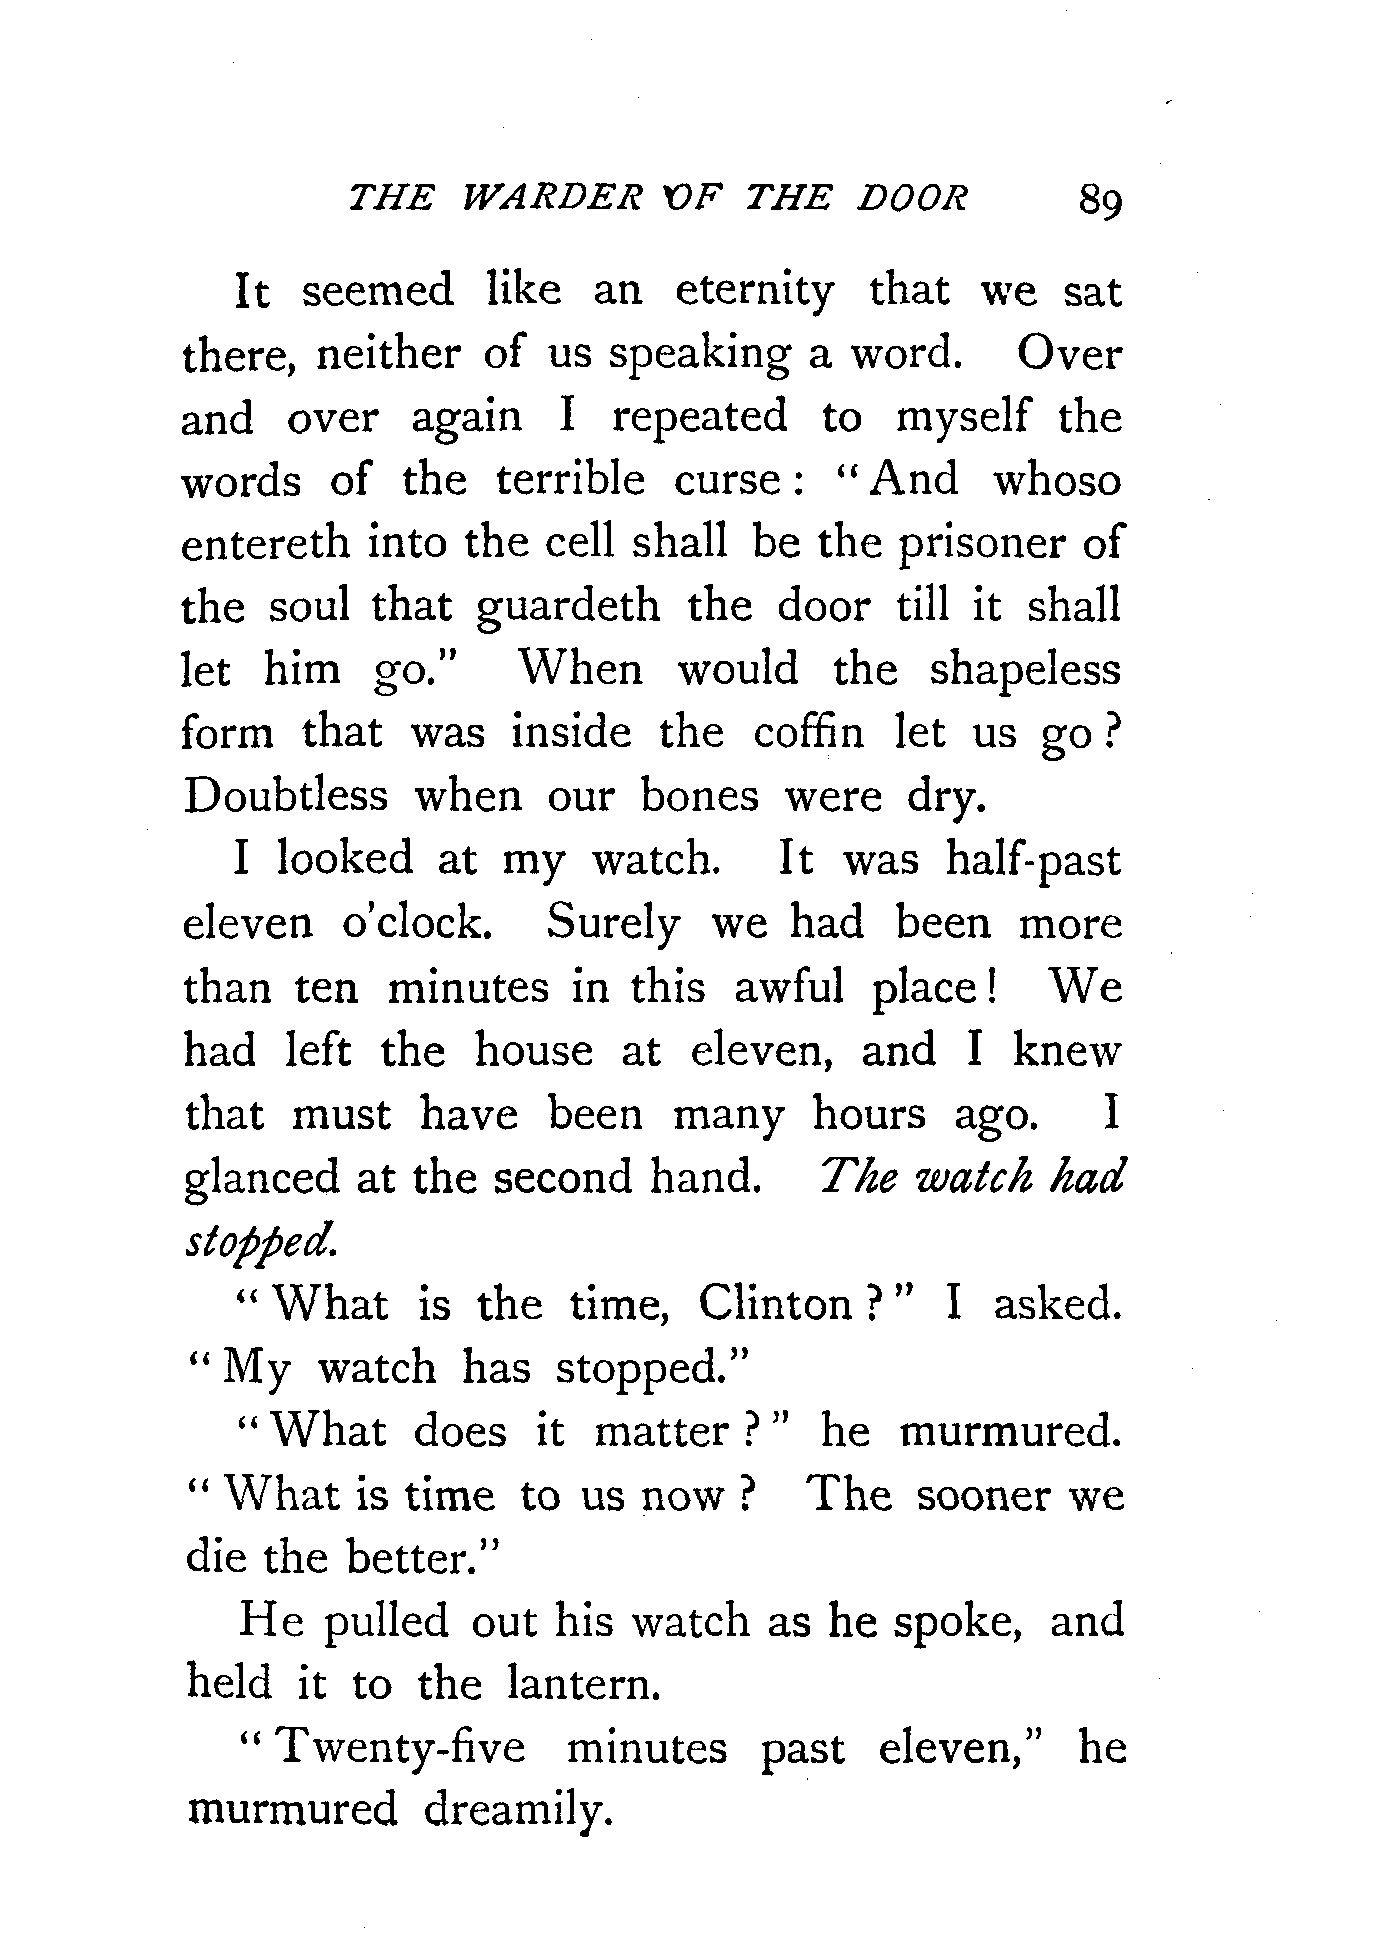 THE WARDER OF THE DOOR 89
It seemed like an eternity that we sat
there, neither of us speaking a word. Over
and over again I repeated to myself the
words of the terrible curse : “ And whoso
entereth into the cell shall be the prisoner of
the soul that guardeth the door till it shall
let him go.” When would the shapeless
form that was inside the coffin let us go ?
Doubtless when our bones were dry.
I looked at my watch. It was half-past
eleven o'clock. Surely we had been more
than ten minutes in this awful place ! We
had left the house at eleven, and I knew
that must have been many hours ago. I
glanced at the second hand. The watch had
stopped.
“ What is the time, Clinton ? ” I asked.
“ My watch has stopped.”
“ What does it matter ? ” he murmured.
“ What is time to us now ? The sooner we
die the better.”
He pulled out his watch as he spoke, and
held it to the lantern.
“ Twenty-five minutes past eleven,” he
murmured dreamily.